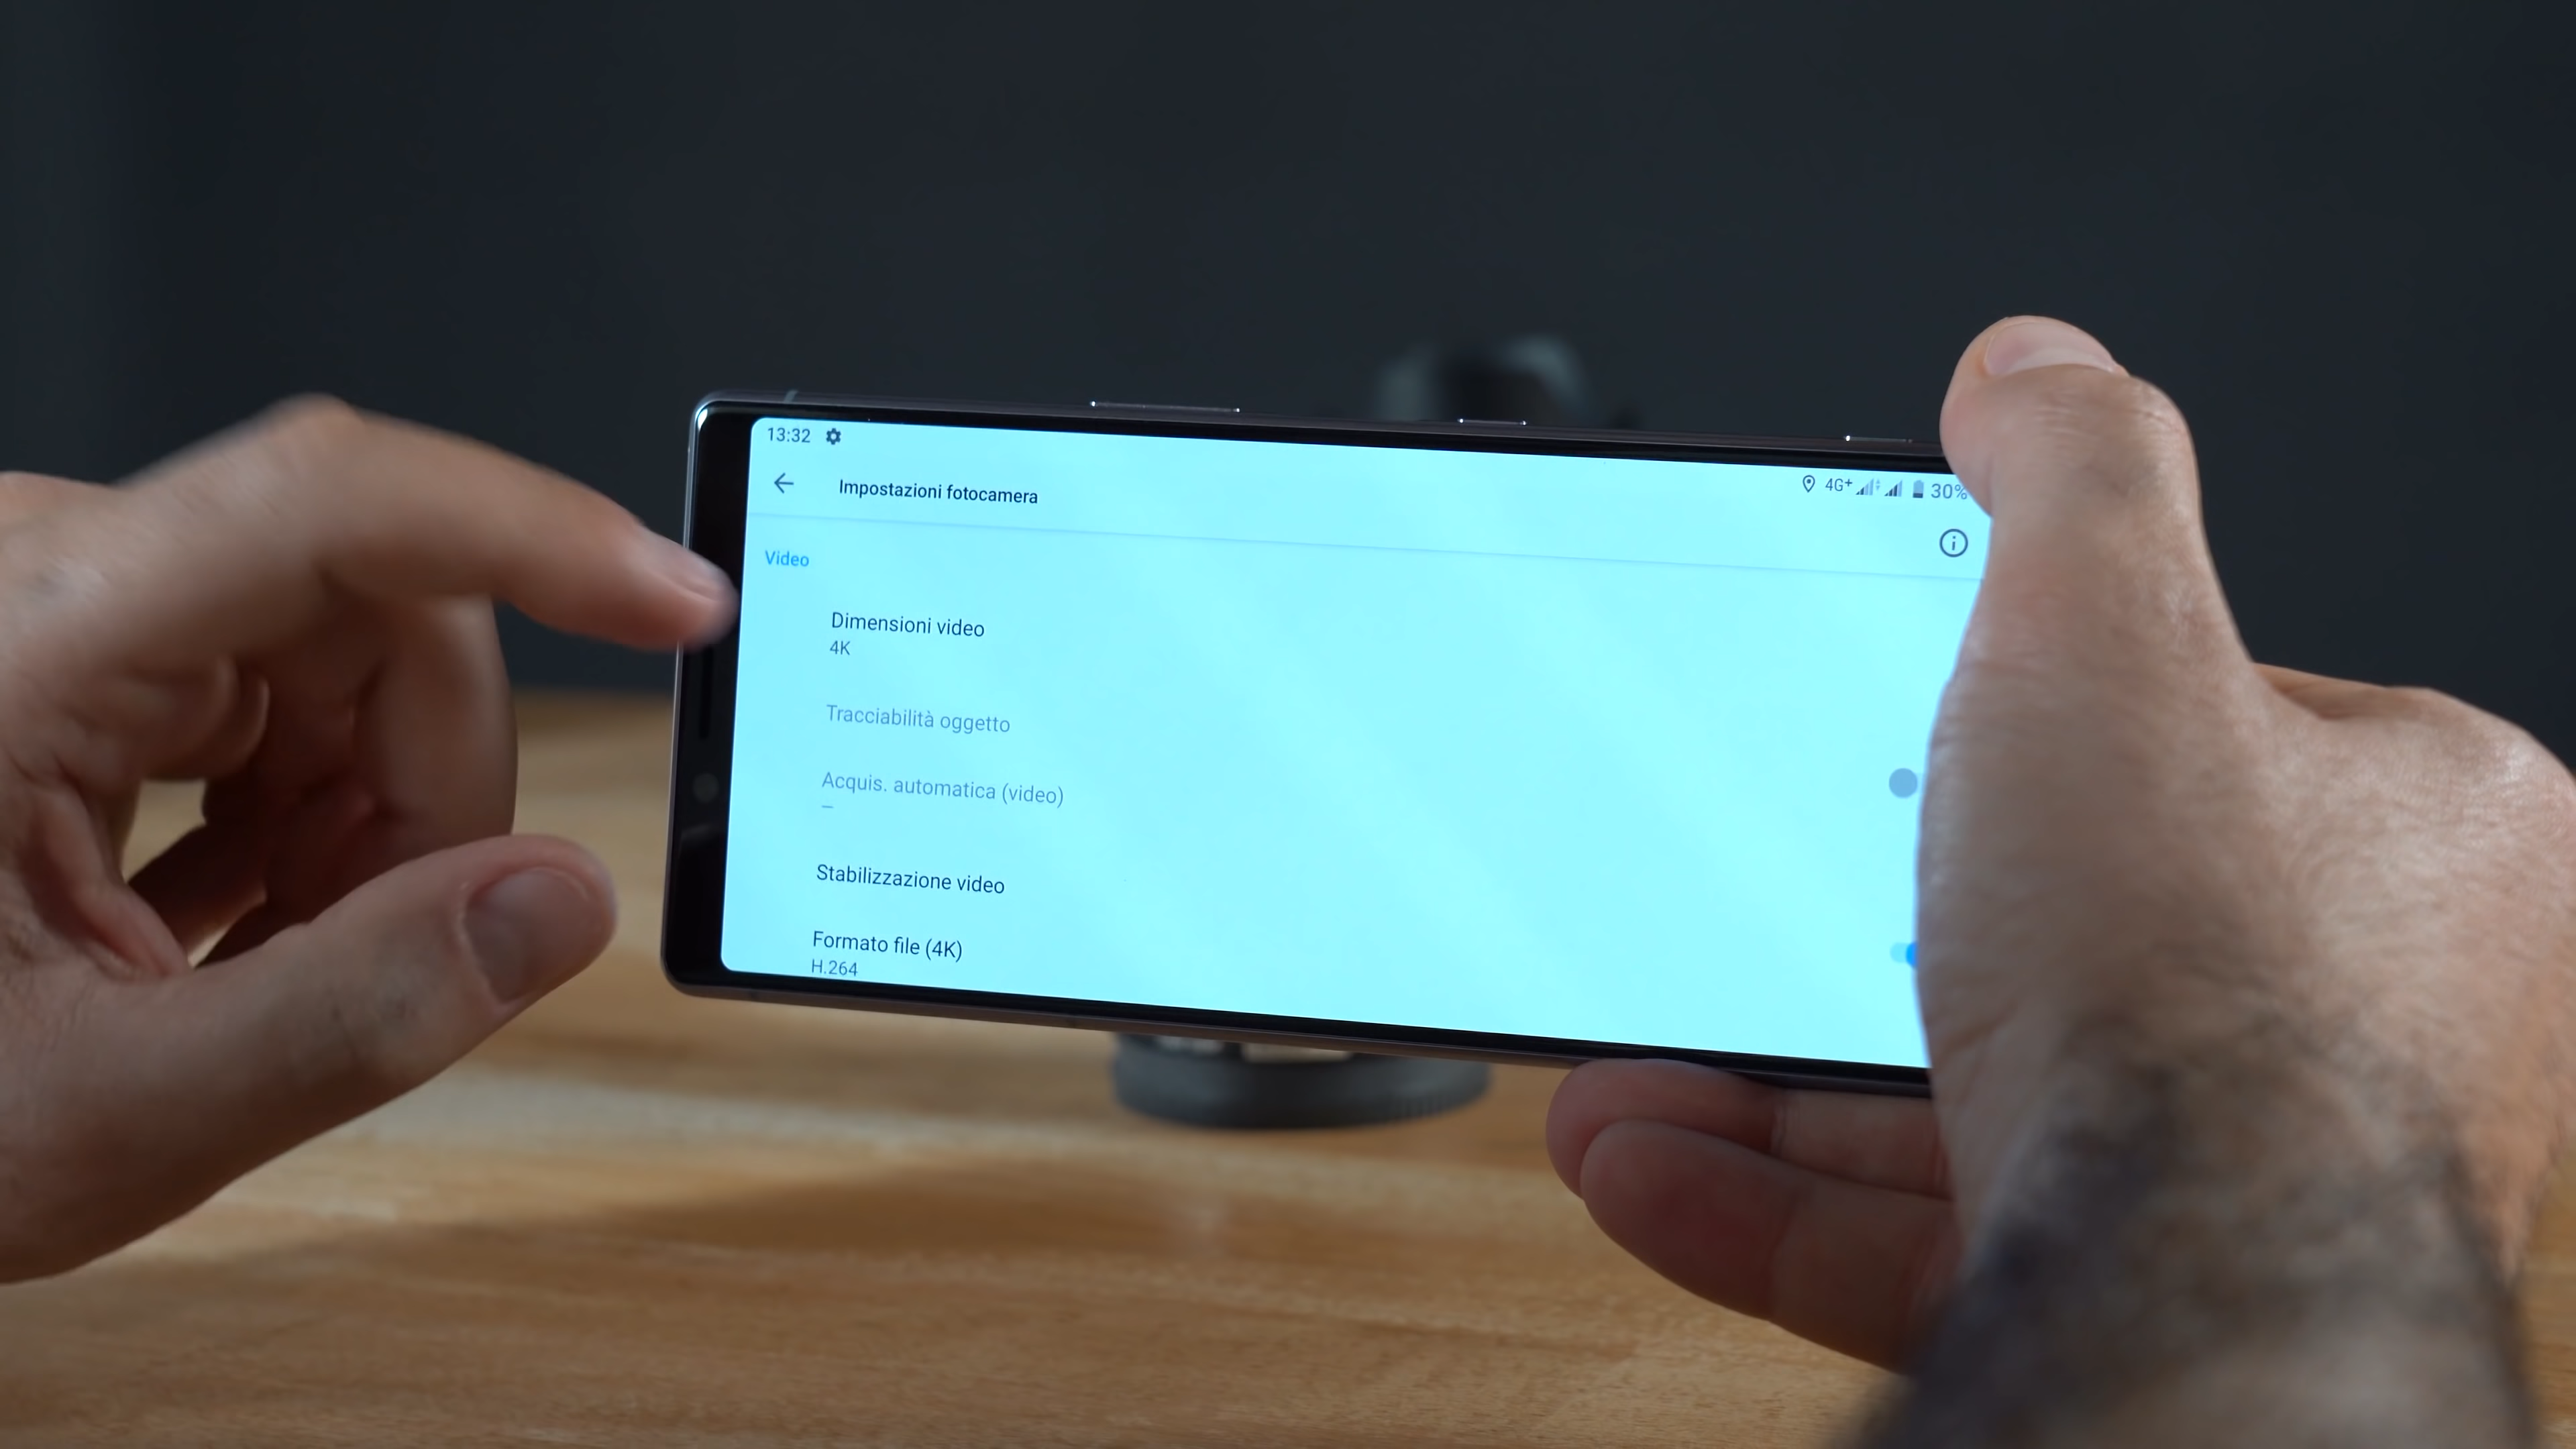 13:32
4G+ 30%
Impostazioni fotocamera
Video
Dimensioni video
4K
Tracciabilità oggetto
Acquis. automatica (video)
–
Stabilizzazione video
Formato file (4K)
H.264